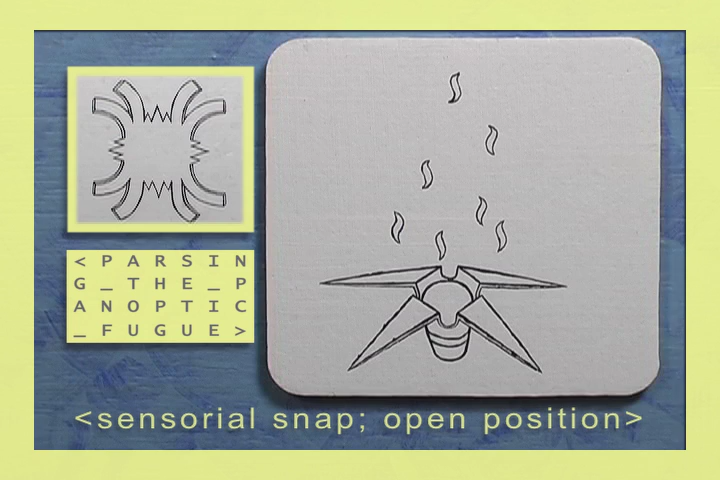 < P A R S I N
G _ T H E _ P
A N O P T I C
_ F U G U E >
<sensorial snap; open position>